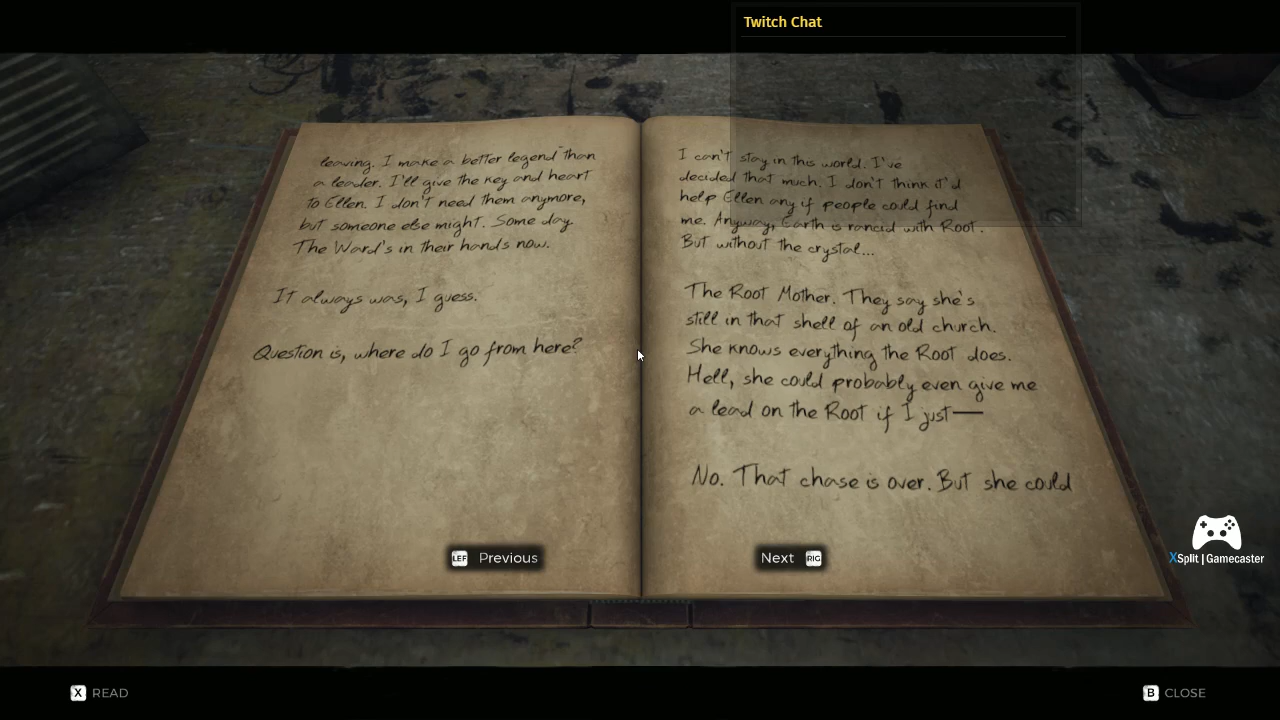 Twitch Chat
leaving. I make a better legend than
a leader. I'll give the key and heart
to Ellen. I don't need them anymore,
but someone else might. Some day.
The Ward's in their hands now.
It always was, I guess.
Question is, where do I go from here?
I can't stay in this world. I've
decided that much. I don't think it'd
help Ellen any if people could find
me. Anyway, Earth is rancid with Root.
But without the crystal...
The Root Mother. They say she's
still in that shell of an old church.
She knows everything the Root does.
Hell, she could probably even give me
a lead on the Root if I just—
No. That chase is over. But she could
LEF Previous
Next RIG
XSplit | Gamecaster
X READ
B CLOSE